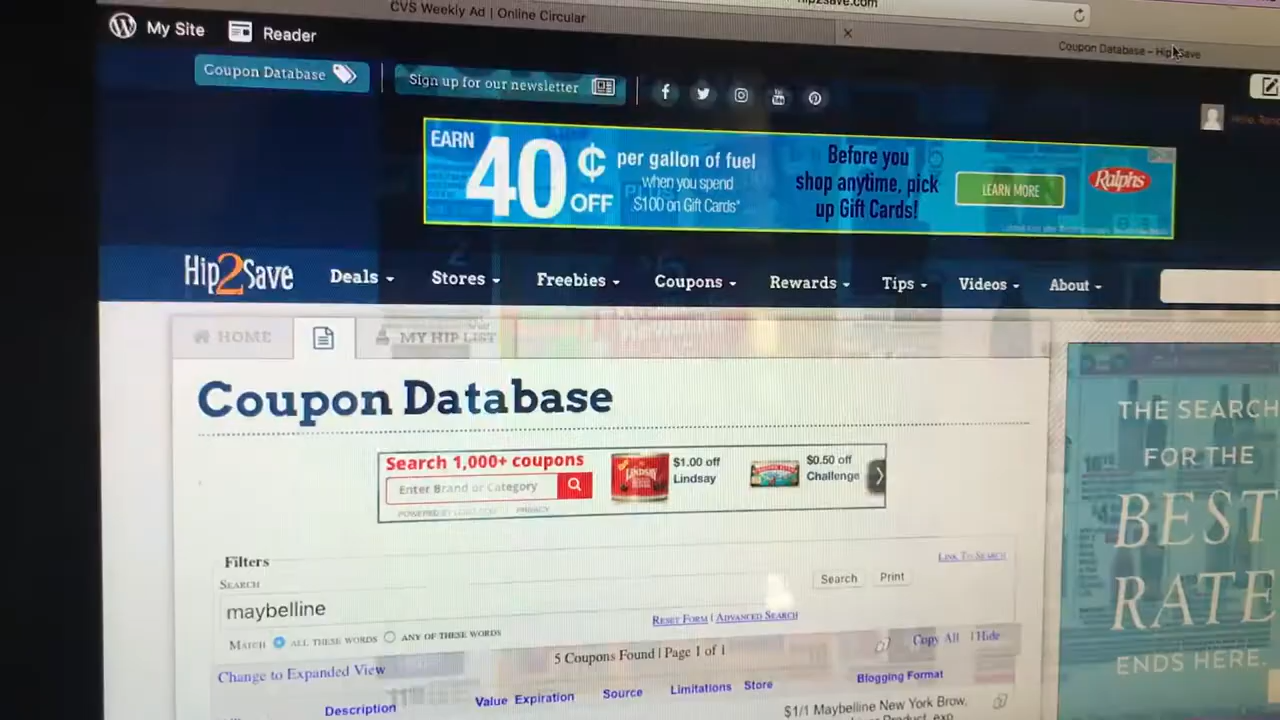 hip2save.com
CVS Weekly Ad | Online Circular
Coupon Database – Hip2Save
My Site
Reader
Coupon Database
Sign up for our newsletter
EARN
40¢ OFF
per gallon of fuel
when you spend
$100 on Gift Cards*
Before you
shop anytime, pick
up Gift Cards!
LEARN MORE
Ralphs
Hip2Save
Deals
Stores
Freebies
Coupons
Rewards
Tips
Videos
About
HOME
MY HIP LIST
Coupon Database
Search 1,000+ coupons
Enter Brand or Category
PRIVACY
LINDSAY
$1.00 off
Lindsay
$0.50 off
Challenge
THE SEARCH
FOR THE
BEST
RATE
ENDS HERE.
Filters
LINK TO SEARCH
SEARCH
Search
Print
maybelline
RESET FORM | ADVANCED SEARCH
MATCH ALL THESE WORDS ANY OF THESE WORDS
5 Coupons Found | Page 1 of 1
Copy All | Hide
Change to Expanded View
Description
Value
Expiration
Source
Limitations
Store
Blogging Format
$1/1 Maybelline New York Brow,
Product, exp